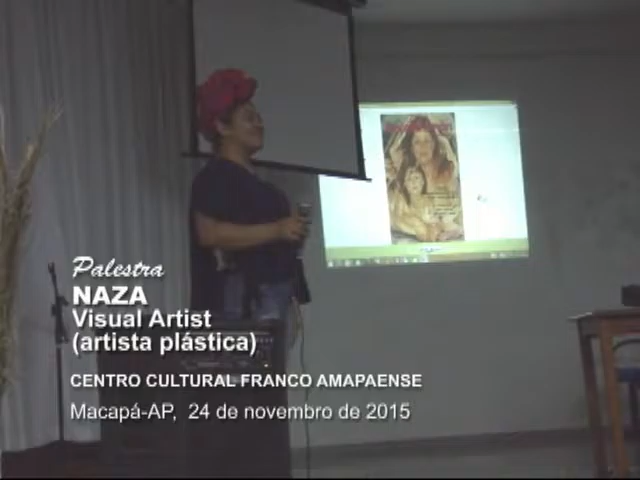 Palestra
NAZA
Visual Artist
(artista plástica)
CENTRO CULTURAL FRANCO AMAPAENSE
Macapá-AP, 24 de novembro de 2015